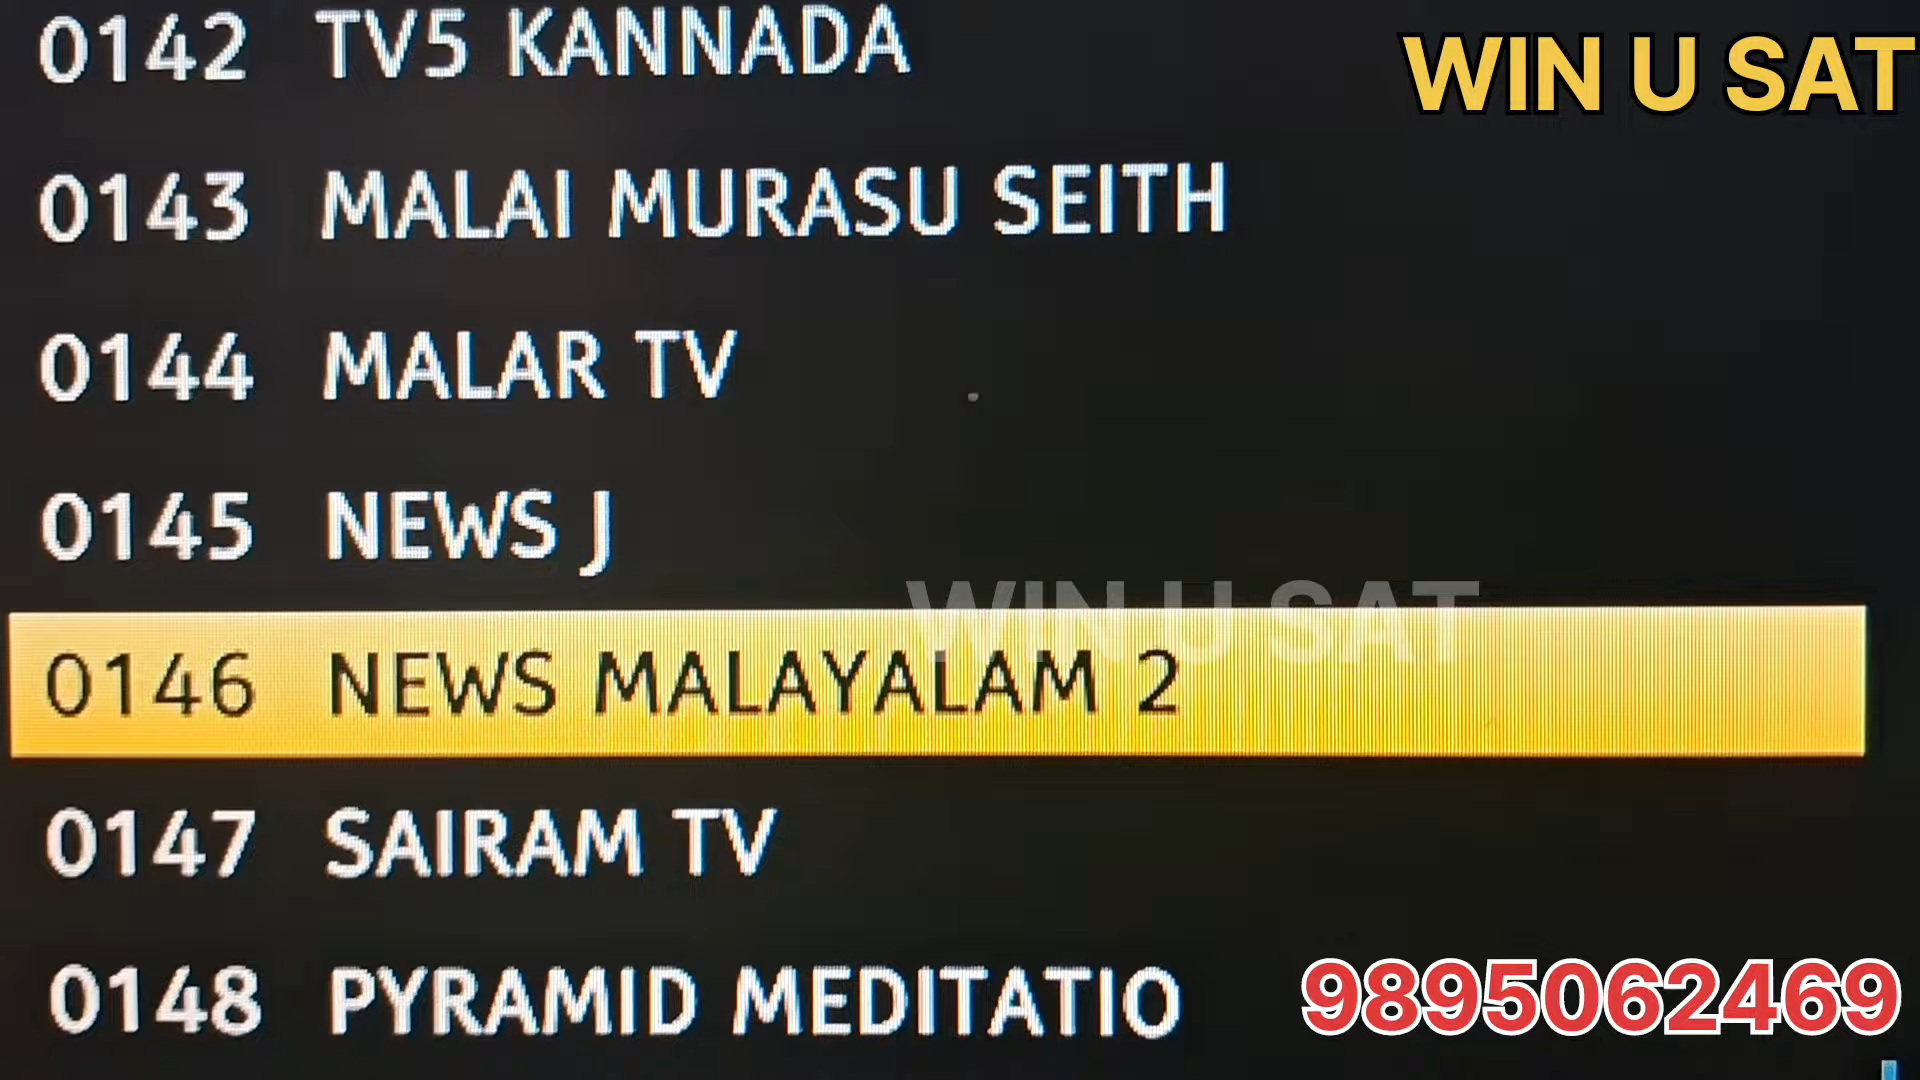 0142 TV5 KANNADA
WIN U SAT
0143 MALAI MURASU SEITH
0144 MALAR TV
0145 NEWS J
WIN U SAT
0146 NEWS MALAYALAM 2
0147 SAIRAM TV
0148 PYRAMID MEDITATIO
9895062469